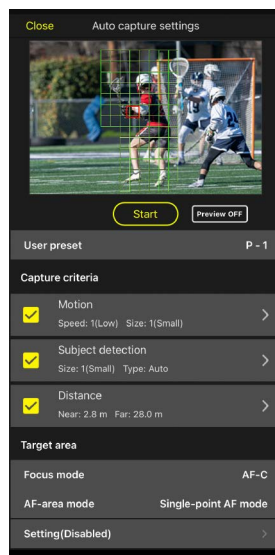 Close Auto capture settings
Start Preview OFF
User preset P - 1
Capture criteria
Motion
Speed: 1(Low) Size: 1(Small)
Subject detection
Size: 1(Small) Type: Auto
Distance
Near: 2.8 m Far: 28.0 m
Target area
Focus mode AF-C
AF-area mode Single-point AF mode
Setting(Disabled)